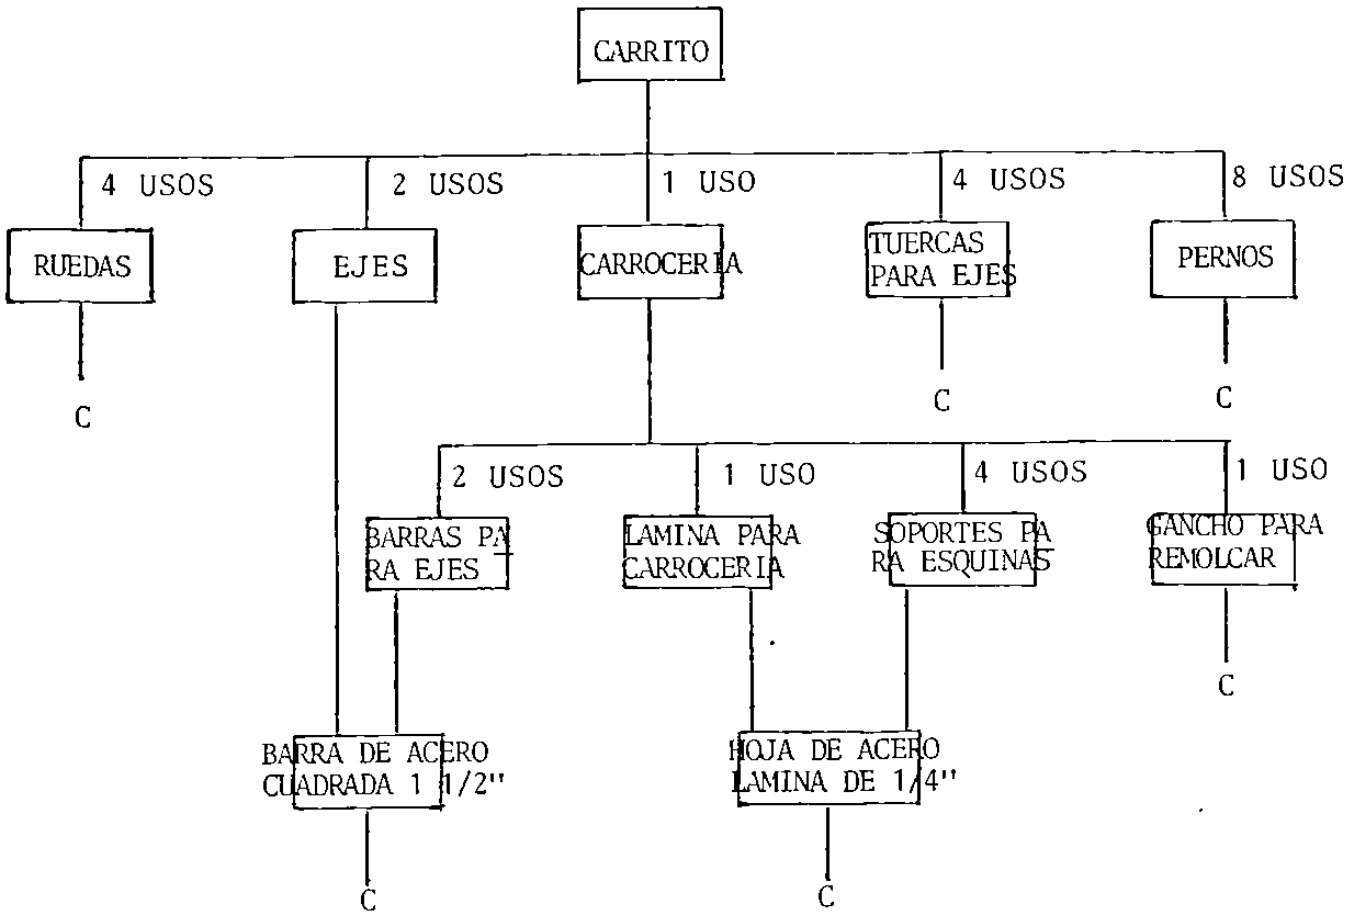 CARRITO
4 USOS
2 USOS
1 USO
4 USOS
8 USOS
RUEDAS
EJES
CARROCERIA
TUERCAS
PARA EJES
PERNOS
C
C
C
2 USOS
1 USO
4 USOS
1 USO
BARRAS PA
RA EJES
LAMINA PARA
CARROCERIA
SOPORTES PA
RA ESQUINAS
GANCHO PARA
REMOLCAR
C
BARRA DE ACERO
CUADRADA 1 1/2"
HOJA DE ACERO
LAMINA DE 1/4"
C
C